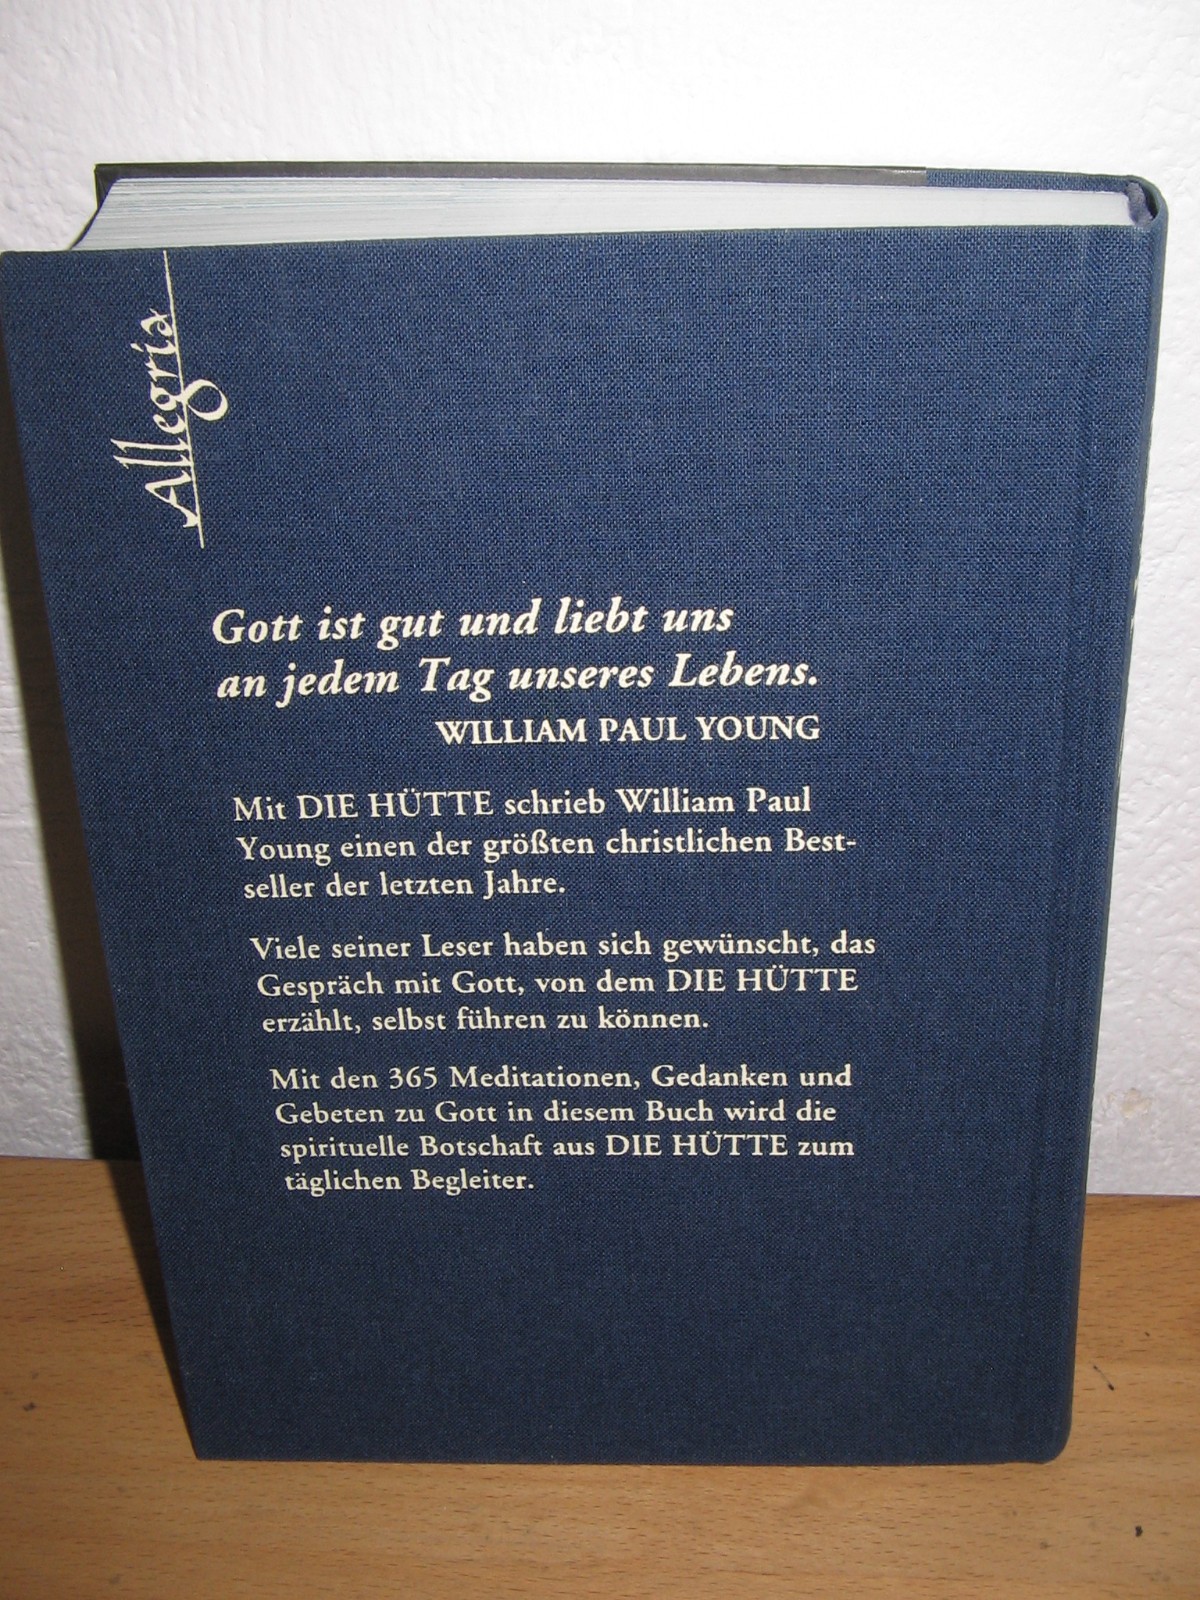 Allegria
Gott ist gut und liebt uns
an jedem Tag unseres Lebens.
WILLIAM PAUL YOUNG
Mit DIE HÜTTE schrieb William Paul
Young einen der größten christlichen Best-
seller der letzten Jahre.
Viele seiner Leser haben sich gewünscht, das
Gespräch mit Gott, von dem DIE HÜTTE
erzählt, selbst führen zu können.
Mit den 365 Meditationen, Gedanken und
Gebeten zu Gott in diesem Buch wird die
spirituelle Botschaft aus DIE HÜTTE zum
täglichen Begleiter.